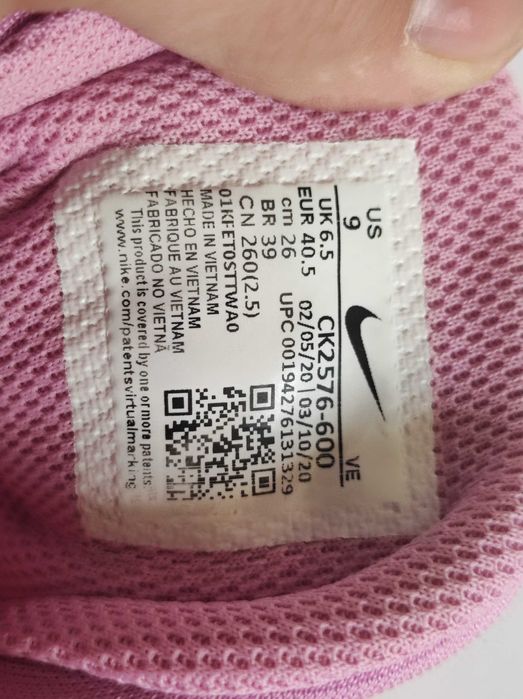 US
9
VE
UK 6.5
CK2576-600
EUR 40.5
02/05/20 | 03/10/20
cm 26
UPC 00194276131329
BR 39
CN 260(2.5)
01KFET0STTWA0
MADE IN VIETNAM
HECHO EN VIETNAM
FABRIQUE AU VIETNAM
FABRICADO NO VIETNÃ
This product is covered by one or more patents:
www.nike.com/patentsvirtualmarking